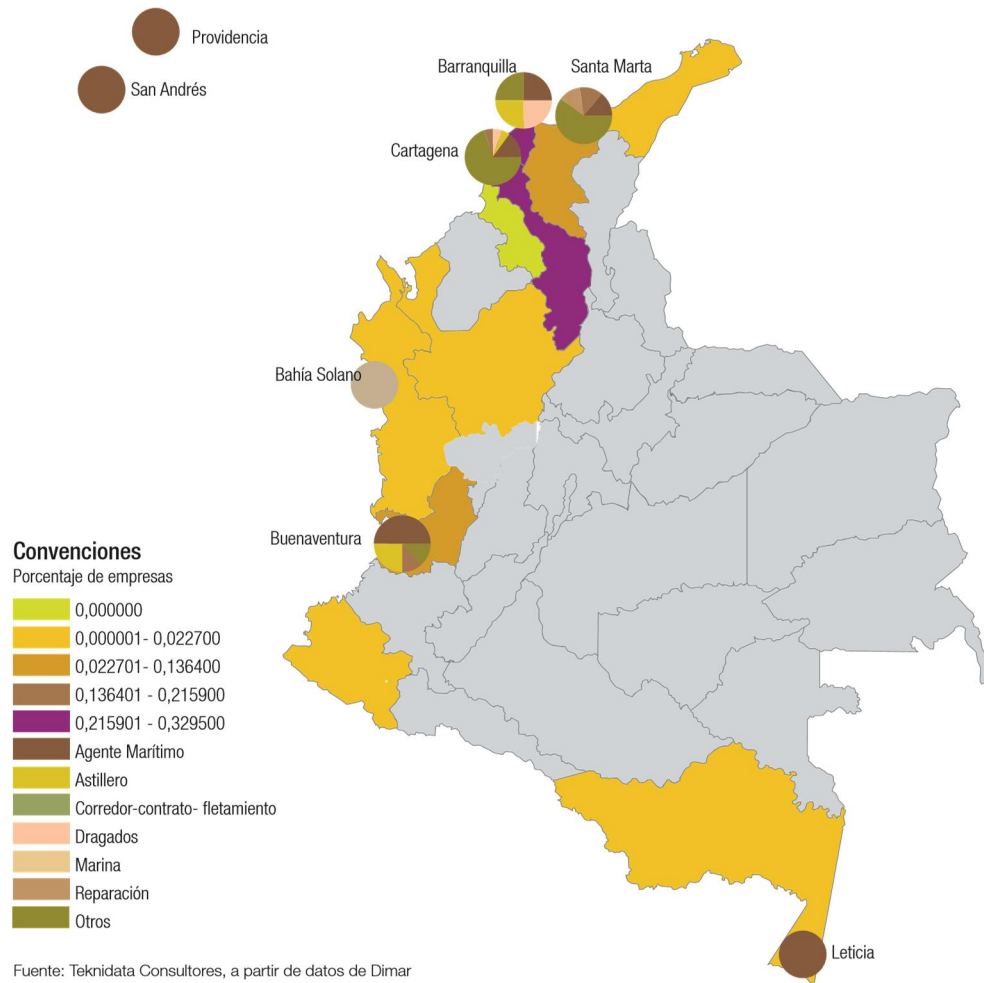 Providencia
San Andrés
Barranquilla
Santa Marta
Cartagena
Bahía Solano
Buenaventura
Leticia
Convenciones
Porcentaje de empresas
0,000000
0,000001- 0,022700
0,022701- 0,136400
0,136401 - 0,215900
0,215901 - 0,329500
Agente Marítimo
Astillero
Corredor-contrato- fletamiento
Dragados
Marina
Reparación
Otros
Fuente: Teknidata Consultores, a partir de datos de Dimar